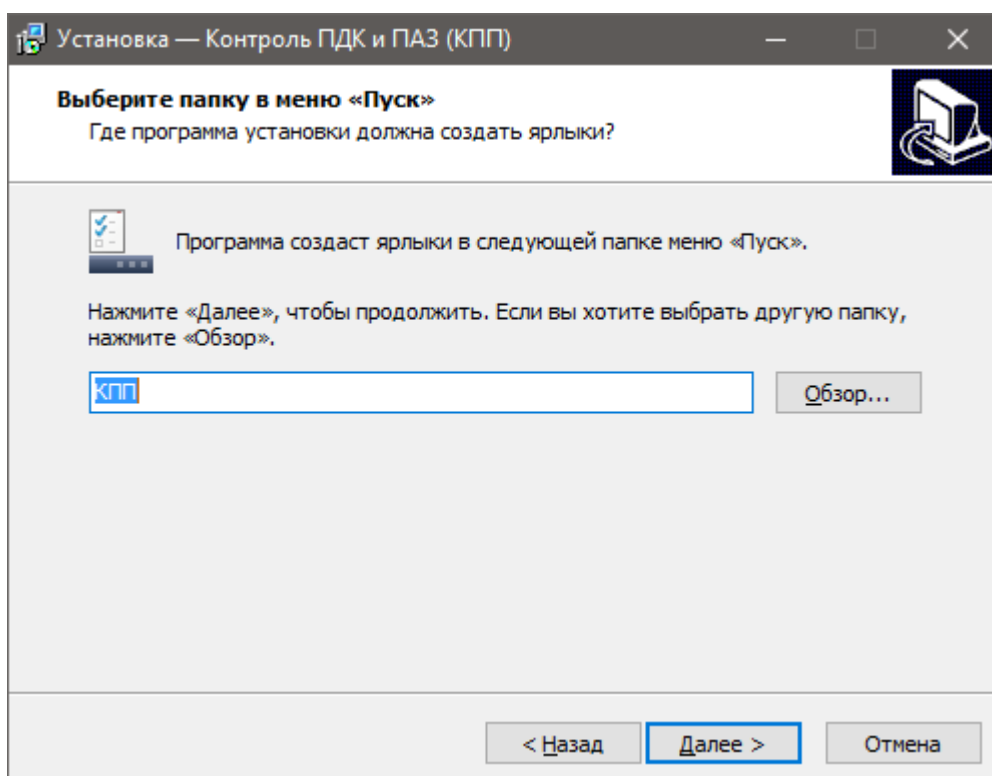 Установка — Контроль ПДК и ПАЗ (КПП)
Выберите папку в меню «Пуск»
Где программа установки должна создать ярлыки?
Программа создаст ярлыки в следующей папке меню «Пуск».
Нажмите «Далее», чтобы продолжить. Если вы хотите выбрать другую папку,
нажмите «Обзор».
КПП
Обзор...
< Назад
Далее >
Отмена